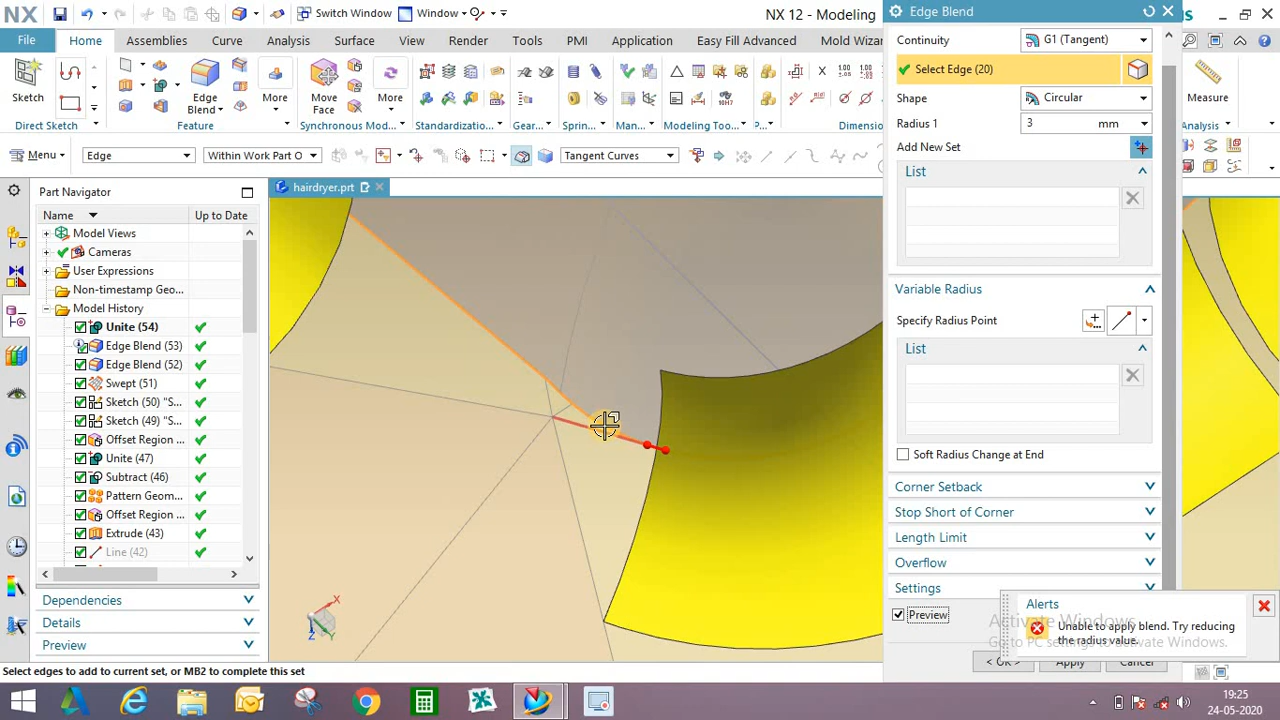 NX
Switch Window
Window
NX 12 - Modeling
Edge Blend
File
Home
Assemblies
Curve
Analysis
Surface
View
Render
Tools
PMI
Application
Easy Fill Advanced
Mold Wizard
Continuity
G1 (Tangent)
Select Edge (20)
Shape
Circular
Radius 1
3
mm
Add New Set
List
Sketch
Edge
Blend
More
Move
Face
More
Measure
Direct Sketch
Feature
Synchronous Mod...
Standardization...
Gear...
Sprin...
Man...
Modeling Too...
P...
Dimensio
Analysis
Menu
Edge
Within Work Part O
Tangent Curves
Part Navigator
hairdryer.prt
Name
Up to Date
Model Views
Cameras
User Expressions
Non-timestamp Geo...
Model History
Unite (54)
Edge Blend (53)
Edge Blend (52)
Swept (51)
Sketch (50) "S...
Sketch (49) "S...
Offset Region ...
Unite (47)
Subtract (46)
Pattern Geom...
Offset Region ...
Extrude (43)
Line (42)
Dependencies
Details
Preview
X
Y
Z
Variable Radius
Specify Radius Point
List
Soft Radius Change at End
Corner Setback
Stop Short of Corner
Length Limit
Overflow
Settings
Preview
Alerts
Unable to apply blend. Try reducing
the radius value.
Activate Windows
Go to PC settings to activate Windows.
< OK >
Apply
Cancel
Select edges to add to current set, or MB2 to complete this set
19:25
24-05-2020